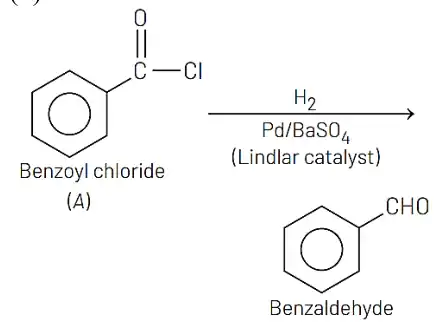 O
C—Cl
H2
Pd/BaSO4
(Lindlar catalyst)
Benzoyl chloride
(A)
CHO
Benzaldehyde